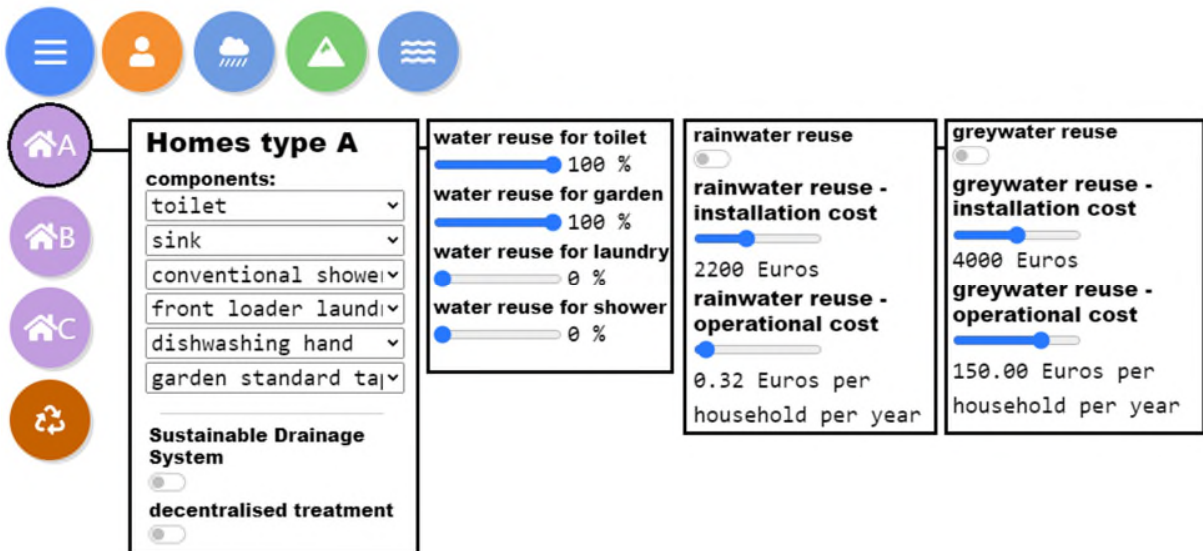 A
B
C
Homes type A
components:
toilet
sink
conventional shower
front loader laundr
dishwashing hand
garden standard tap
Sustainable Drainage
System
decentralised treatment
water reuse for toilet
100 %
water reuse for garden
100 %
water reuse for laundry
0 %
water reuse for shower
0 %
rainwater reuse
rainwater reuse -
installation cost
2200 Euros
rainwater reuse -
operational cost
0.32 Euros per
household per year
greywater reuse
greywater reuse -
installation cost
4000 Euros
greywater reuse -
operational cost
150.00 Euros per
household per year